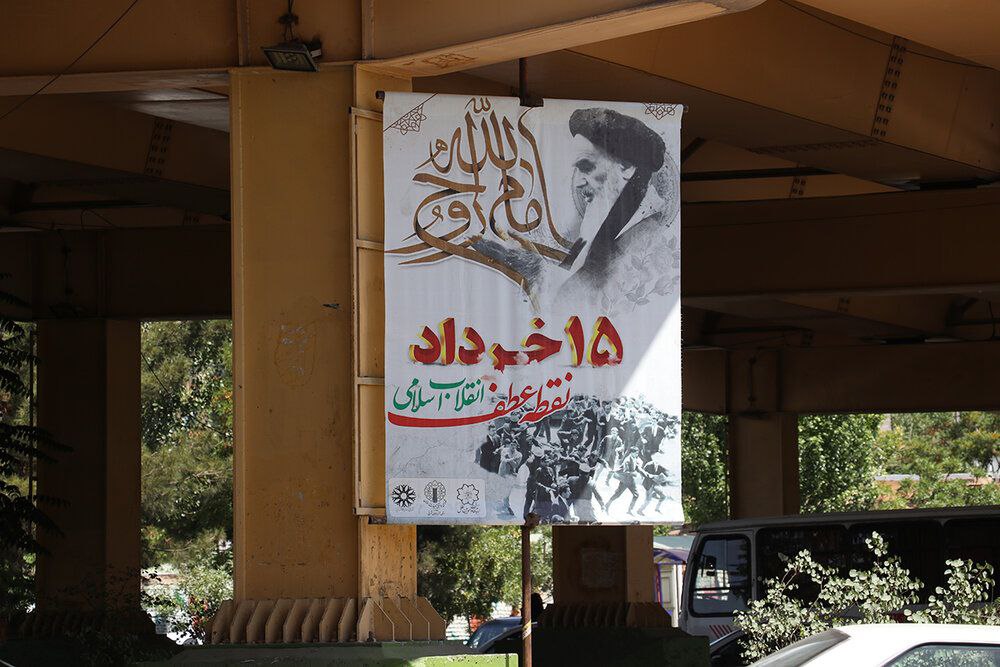 امام روح الله
۱۵ خرداد
نقطه عطف
انقلاب اسلامی